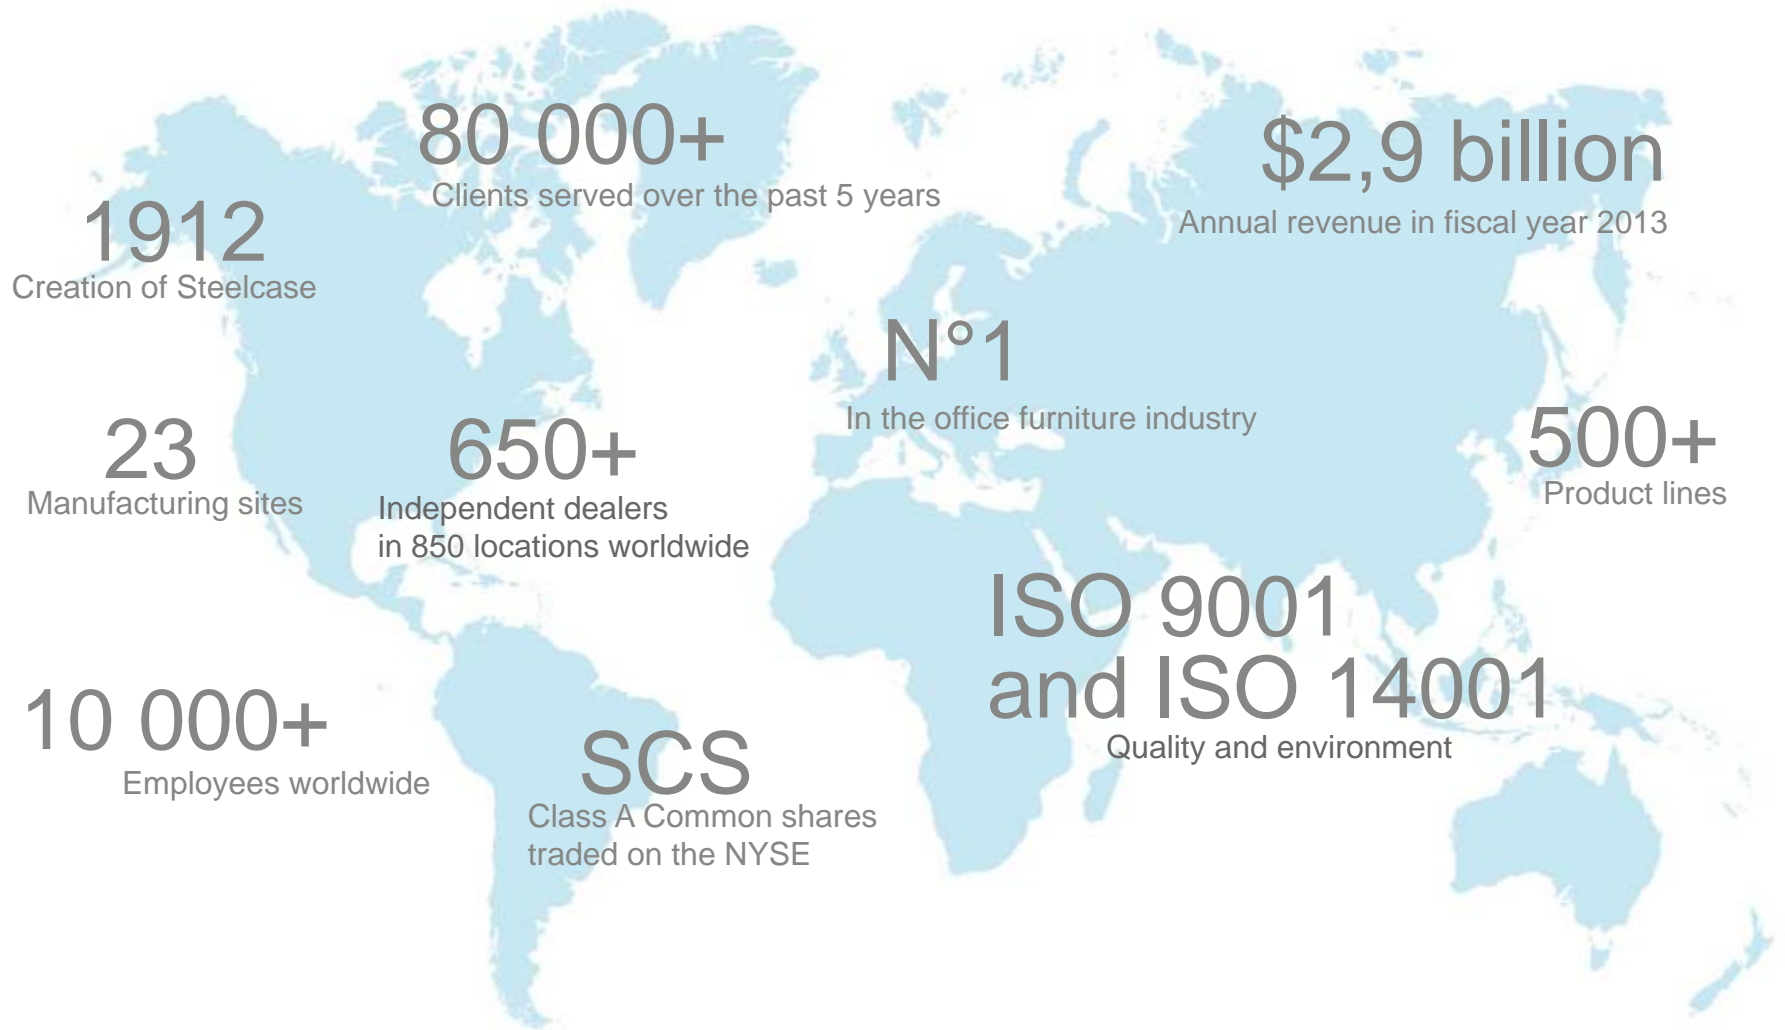 80 000+
Clients served over the past 5 years
$2,9 billion
Annual revenue in fiscal year 2013
1912
Creation of Steelcase
N°1
In the office furniture industry
23
Manufacturing sites
650+
Independent dealers
in 850 locations worldwide
500+
Product lines
ISO 9001
and ISO 14001
Quality and environment
10 000+
Employees worldwide
SCS
Class A Common shares
traded on the NYSE